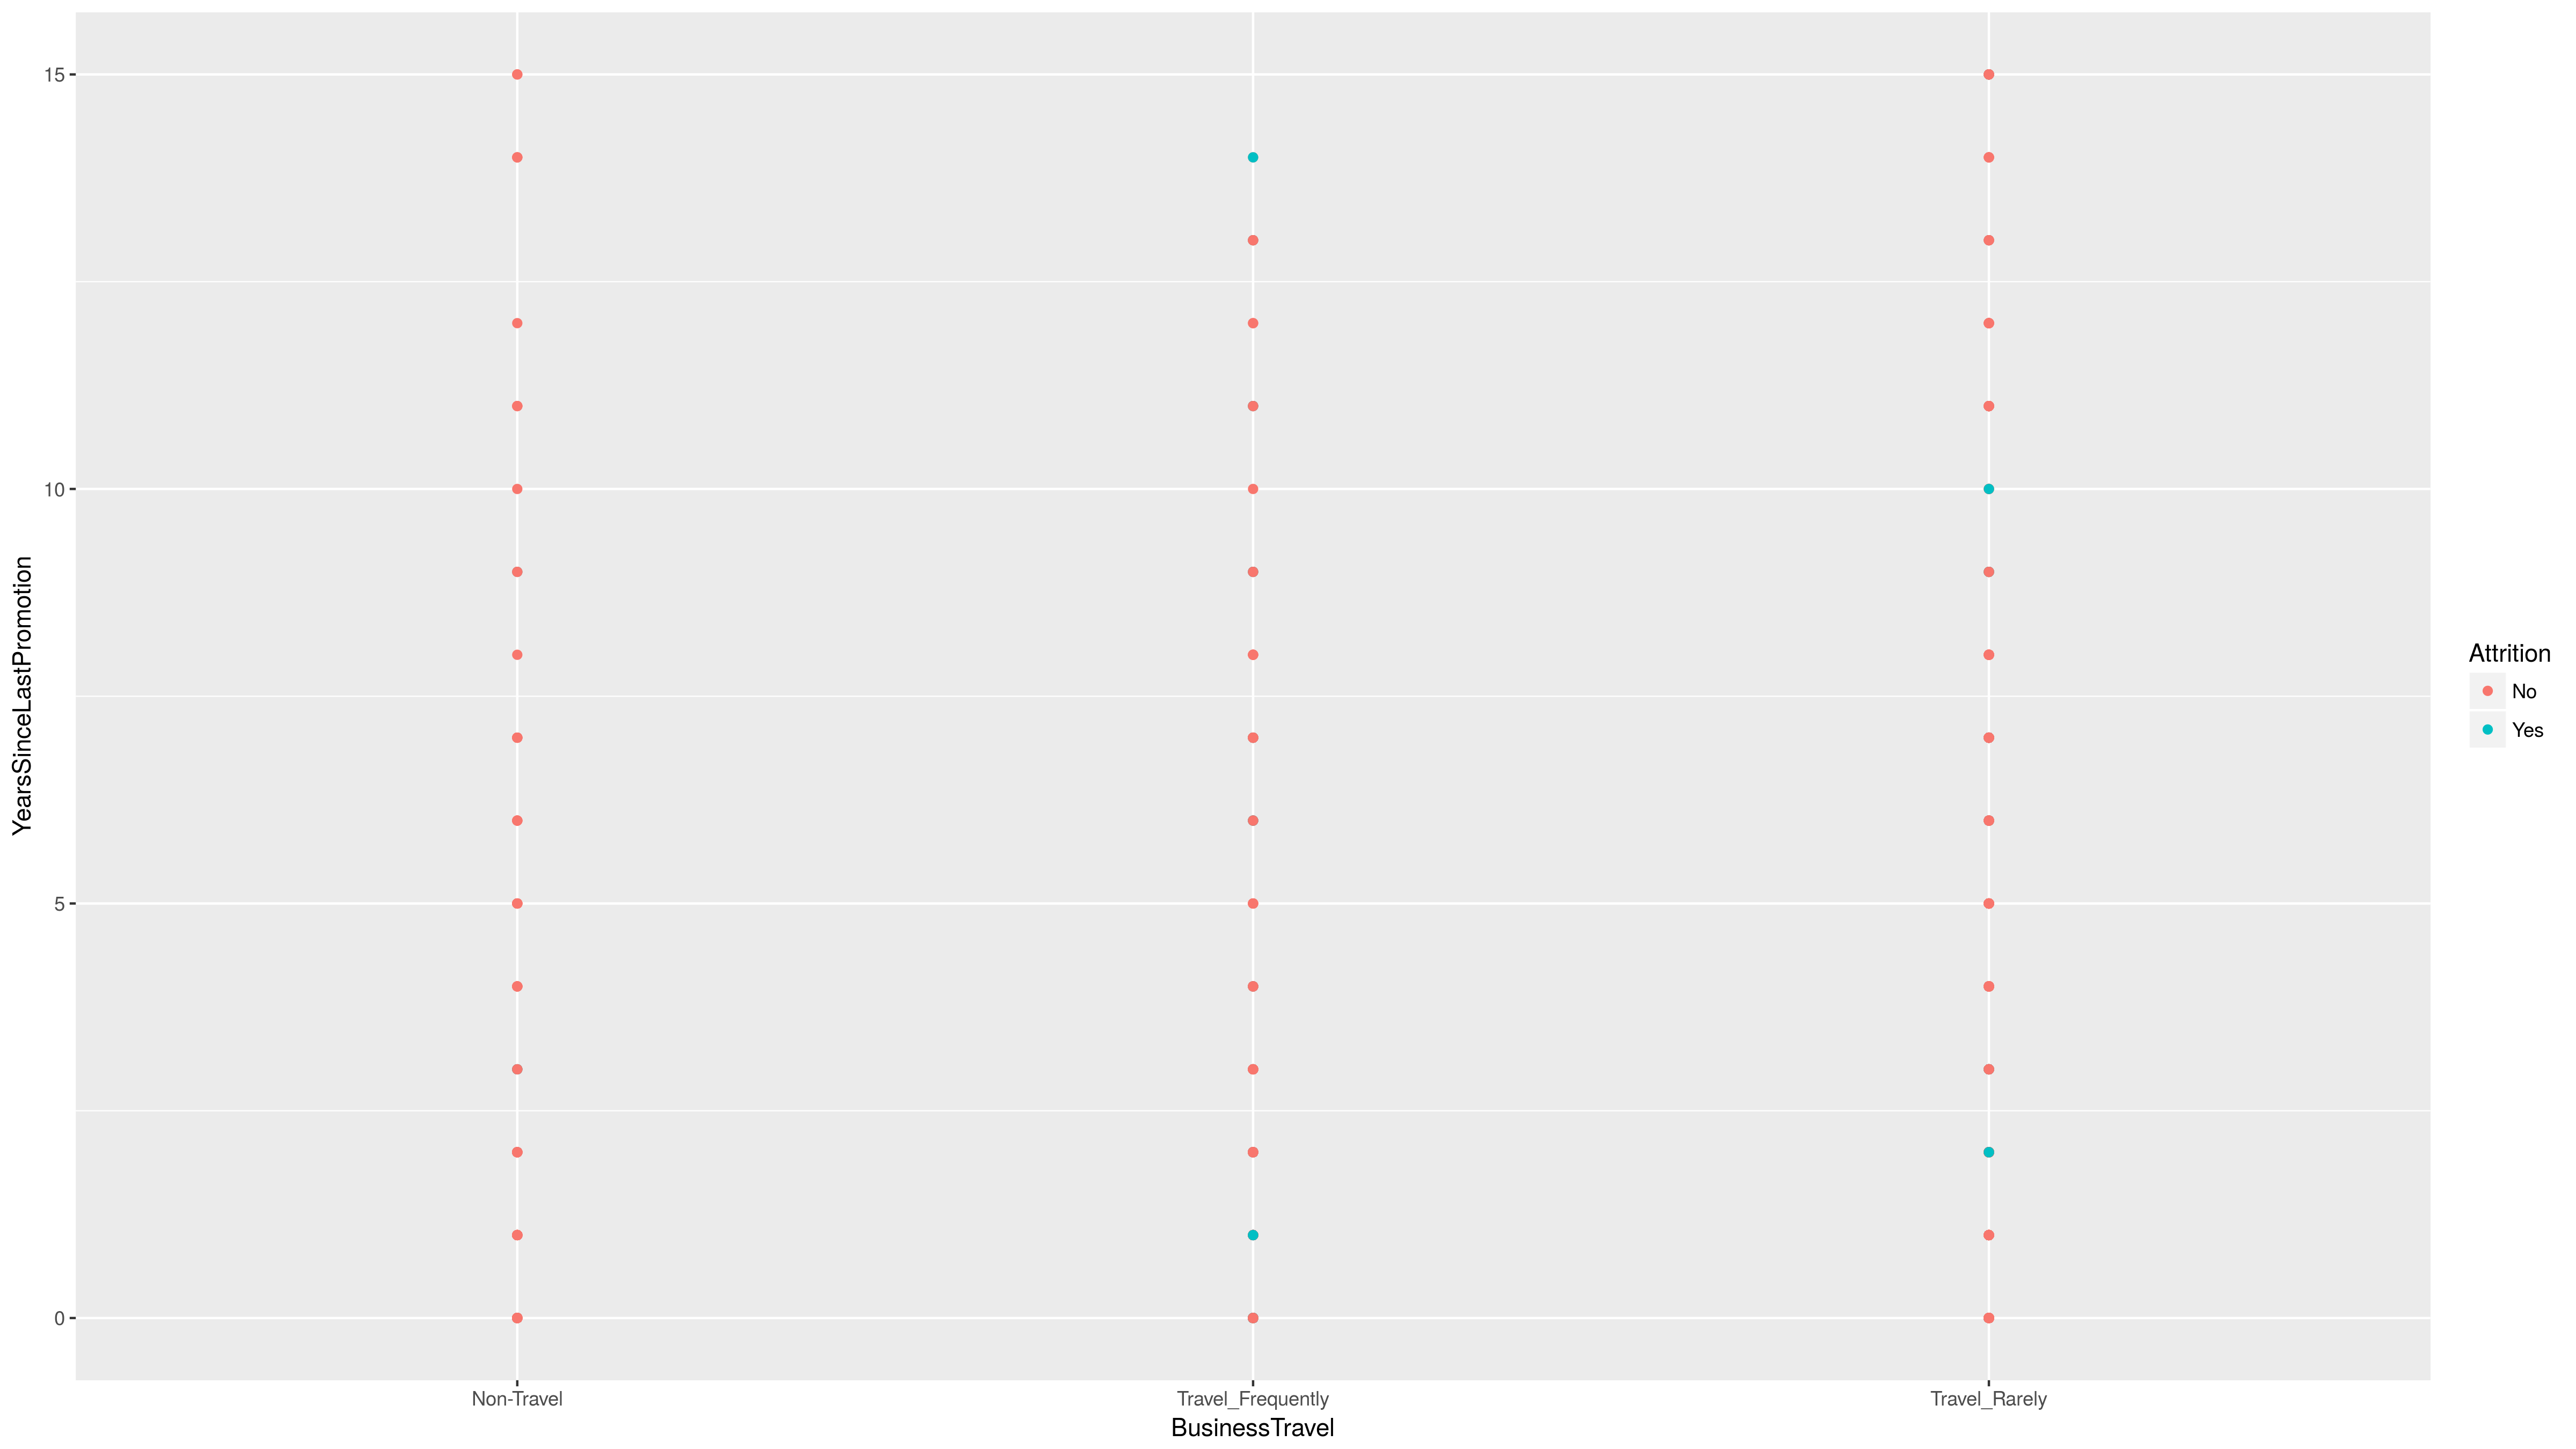 YearsSinceLastPromotion
15
10
5
0
Non-Travel
Travel_Frequently
Travel_Rarely
BusinessTravel
Attrition
No
Yes